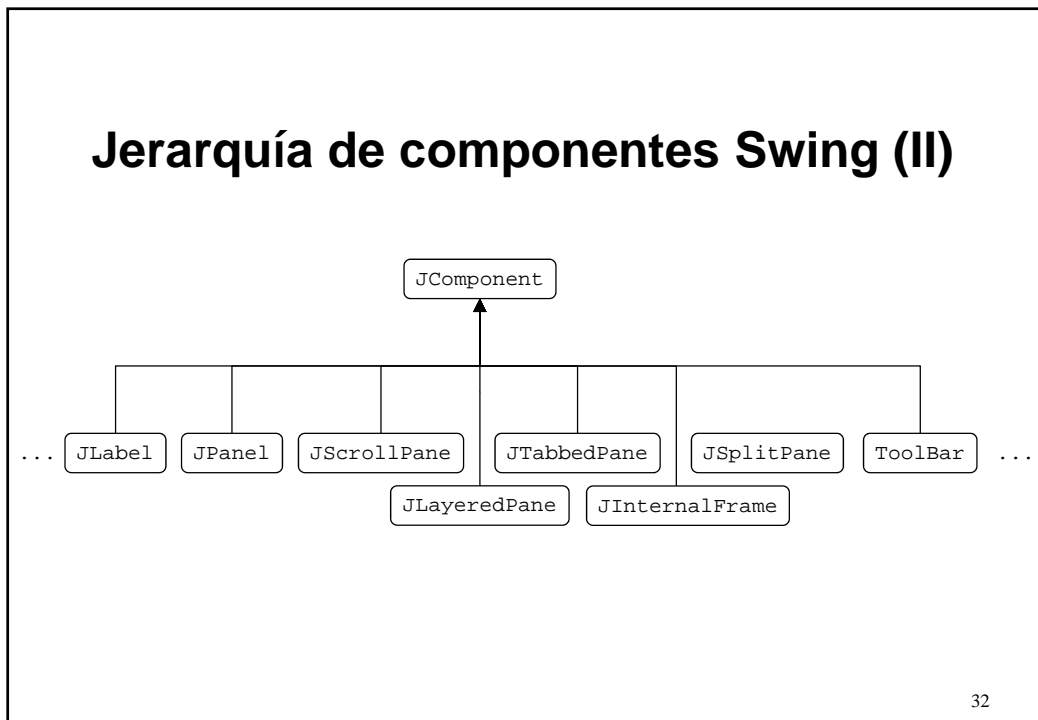 Jerarquía de componentes Swing (II)
JComponent
... JLabel JPanel JScrollPane JTabbedPane JSplitPane ToolBar ...
JLayeredPane JInternalFrame
32